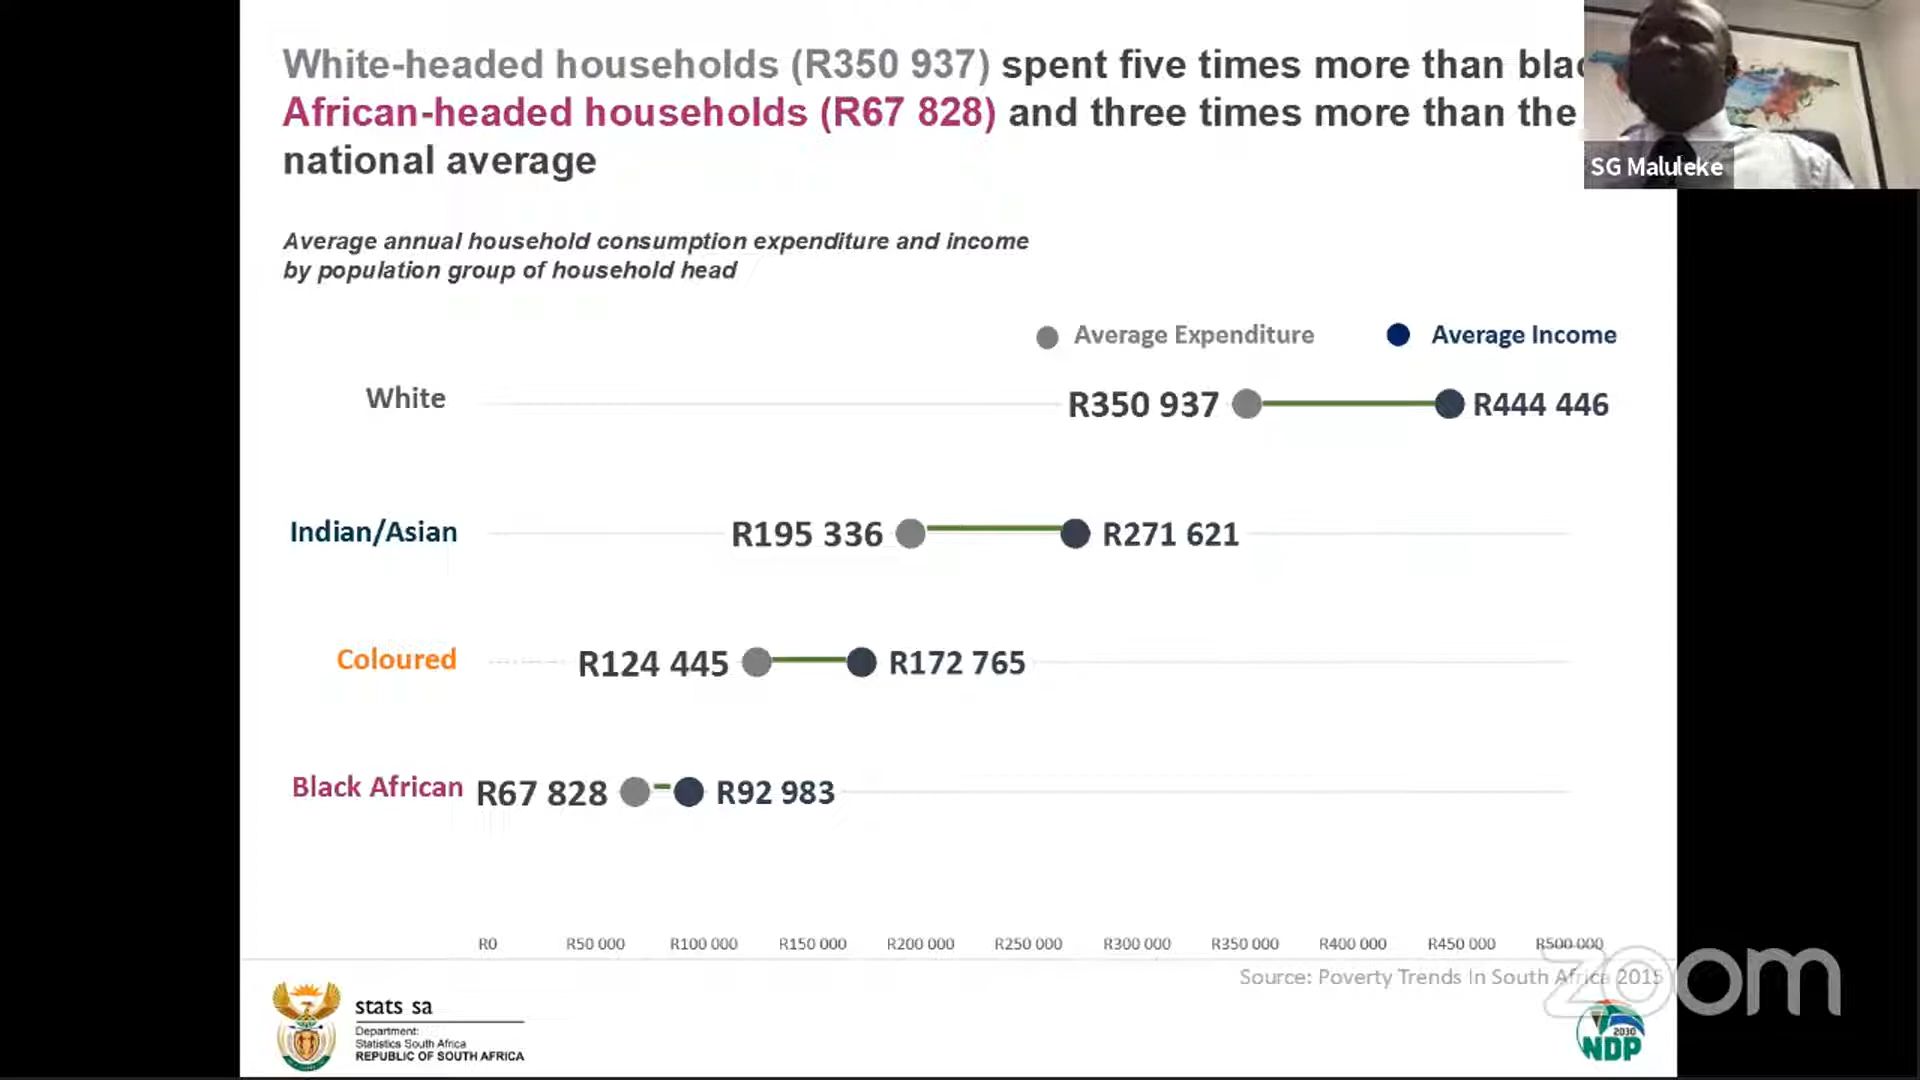 White-headed households (R350 937) spent five times more than
African-headed households (R67 828) and three times more than the
national average
SG Maluleke
Average annual household consumption expenditure and income
by population group of household head
Average Expenditure
Average Income
White
R350 937
R444 446
Indian/Asian
R195 336
R271 621
Coloured
R124 445
R172 765
Black African
R67 828
R92 983
R0 R50 000 R100 000 R150 000 R200 000 R250 000 R300 000 R350 000 R400 000 R450 000 R500 000
Source: Poverty Trends In South Africa 2015
zoom
stats sa
Department:
Statistics South Africa
REPUBLIC OF SOUTH AFRICA
2030
NDP